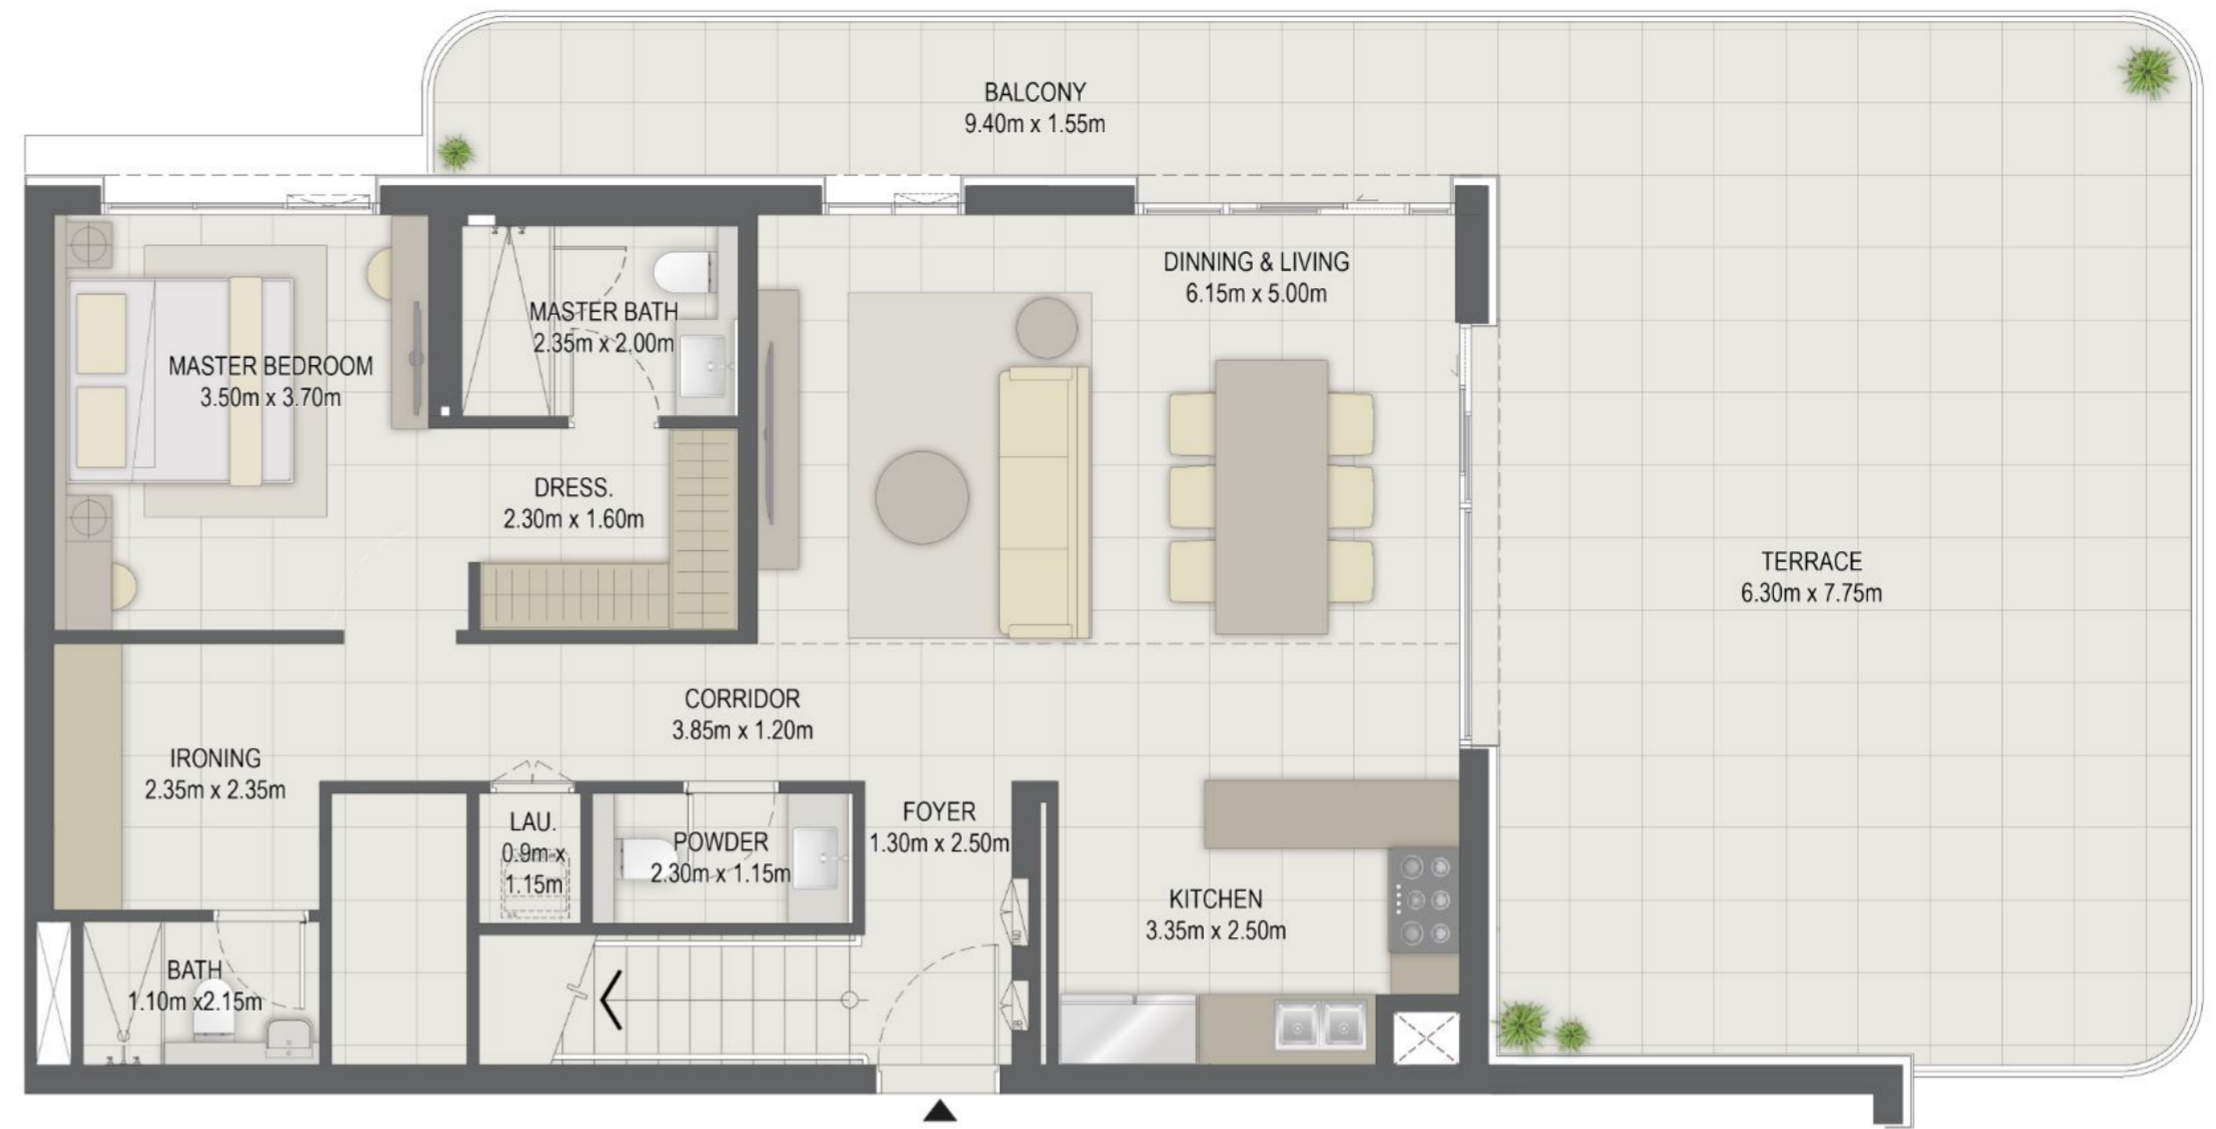 BALCONY
9.40m x 1.55m
DINNING & LIVING
6.15m x 5.00m
MASTER BATH
2.35m x 2.00m
MASTER BEDROOM
3.50m x 3.70m
DRESS.
2.30m x 1.60m
TERRACE
6.30m x 7.75m
CORRIDOR
3.85m x 1.20m
IRONING
2.35m x 2.35m
LAU.
0.9m x
1.15m
POWDER
2.30m x 1.15m
FOYER
1.30m x 2.50m
KITCHEN
3.35m x 2.50m
BATH
1.10m x2.15m